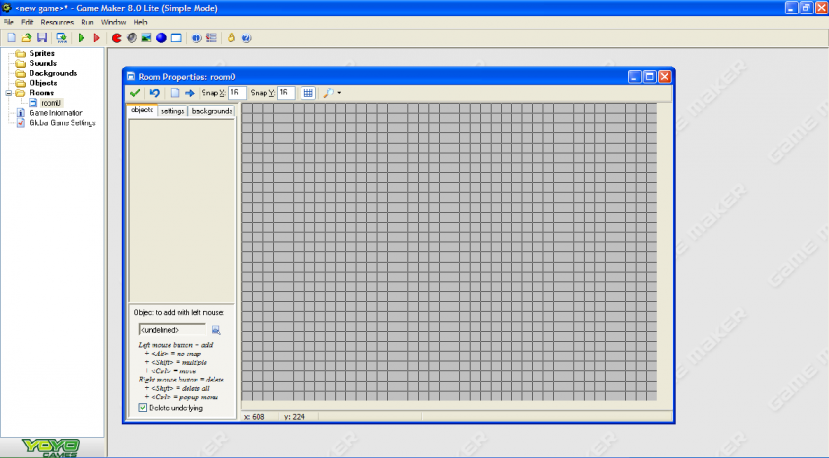 <new game>* - Game Maker 8.0 Lite (Simple Mode)
File Edit Resources Run Window Help
Sprites
Sounds
Backgrounds
Objects
Rooms
room0
Game Information
Global Game Settings
Room Properties: room0
Snap X: 16 Snap Y: 16
objects settings backgrounds
Object to add with left mouse:
<undefined>
Left mouse button = add
+ <Alt> = no snap
+ <Shift> = multiple
+ <Ctrl> = move
Right mouse button = delete
+ <Shift> = delete all
+ <Ctrl> = popup menu
Delete underlying
x: 608 y: 224
YOYO
GAMES
GAME MAKER
GAME MAKER
GAME MAKER
GAME MAKER